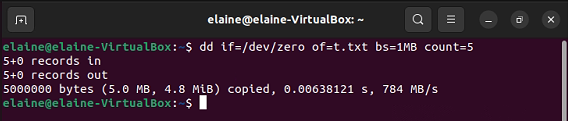 elaine@elaine-VirtualBox: ~
elaine@elaine-VirtualBox:~$ dd if=/dev/zero of=t.txt bs=1MB count=5
5+0 records in
5+0 records out
5000000 bytes (5.0 MB, 4.8 MiB) copied, 0.00638121 s, 784 MB/s
elaine@elaine-VirtualBox:~$